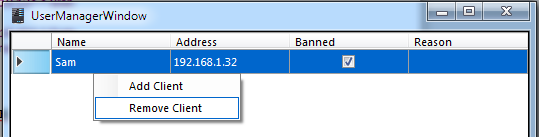 UserManagerWindow
Name Address Banned Reason
Sam 192.168.1.32
Add Client
Remove Client